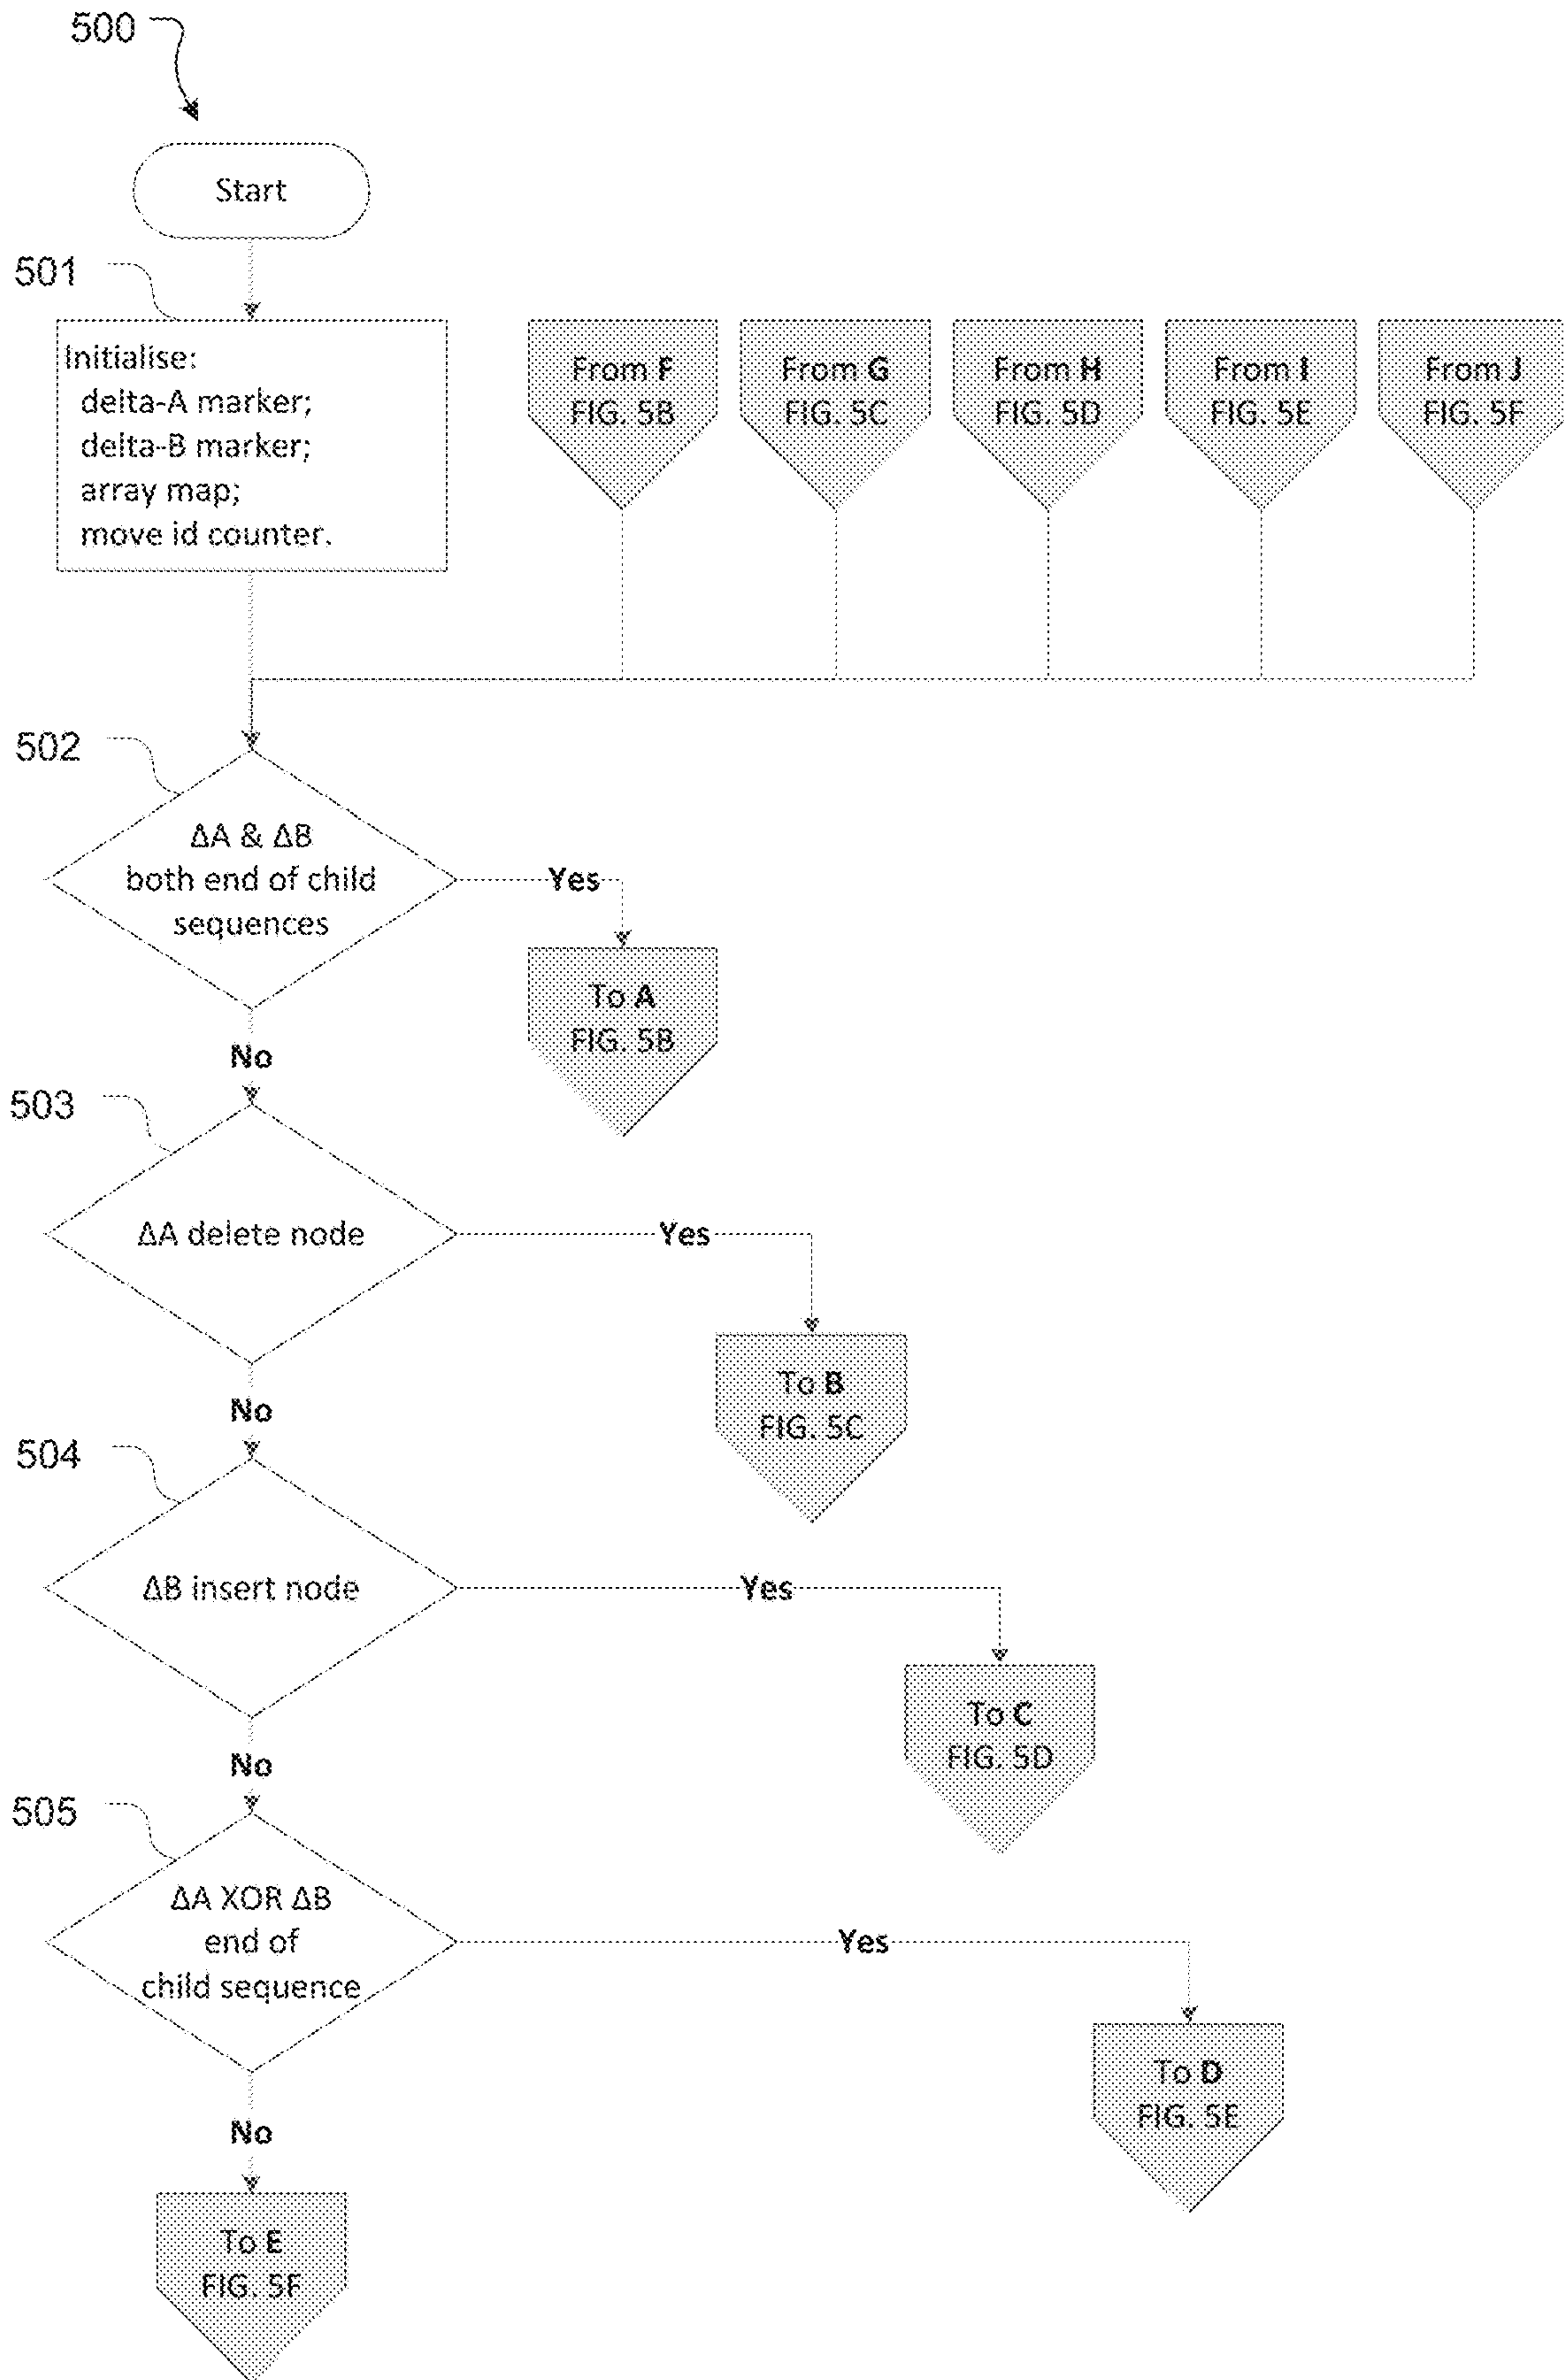 500
Start
501
Initialise:
delta-A marker;
delta-B marker;
array map;
move id counter.
From F
FIG. 5B
From G
FIG. 5C
From H
FIG. 5D
From I
FIG. 5E
From J
FIG. 5F
502
ΔA & ΔB
both end of child
sequences
Yes
To A
FIG. 5B
No
503
ΔA delete node
Yes
To B
FIG. 5C
No
504
ΔB insert node
Yes
To C
FIG. 5D
No
505
ΔA XOR ΔB
end of
child sequence
Yes
To D
FIG. 5E
No
To E
FIG. 5F